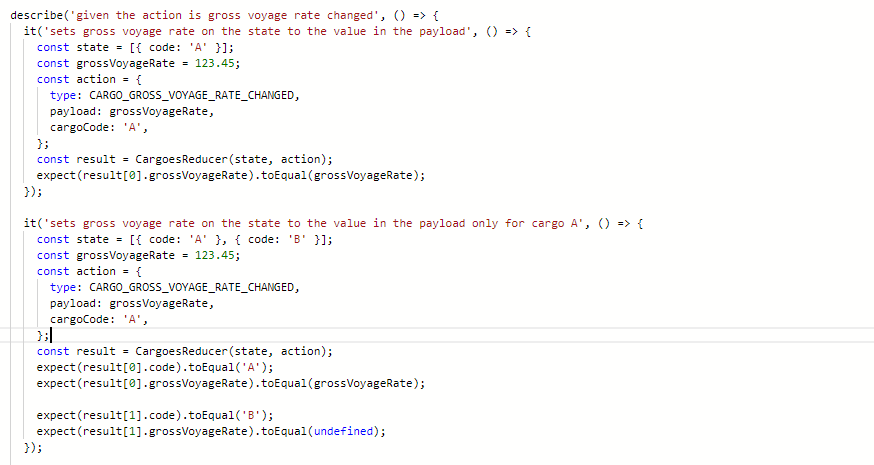 describe('given the action is gross voyage rate changed', () => {
  it('sets gross voyage rate on the state to the value in the payload', () => {
    const state = [{ code: 'A' }];
    const grossVoyageRate = 123.45;
    const action = {
      type: CARGO_GROSS_VOYAGE_RATE_CHANGED,
      payload: grossVoyageRate,
      cargoCode: 'A',
    };
    const result = CargoesReducer(state, action);
    expect(result[0].grossVoyageRate).toEqual(grossVoyageRate);
  });

  it('sets gross voyage rate on the state to the value in the payload only for cargo A', () => {
    const state = [{ code: 'A' }, { code: 'B' }];
    const grossVoyageRate = 123.45;
    const action = {
      type: CARGO_GROSS_VOYAGE_RATE_CHANGED,
      payload: grossVoyageRate,
      cargoCode: 'A',
    };
    const result = CargoesReducer(state, action);
    expect(result[0].code).toEqual('A');
    expect(result[0].grossVoyageRate).toEqual(grossVoyageRate);

    expect(result[1].code).toEqual('B');
    expect(result[1].grossVoyageRate).toEqual(undefined);
  });